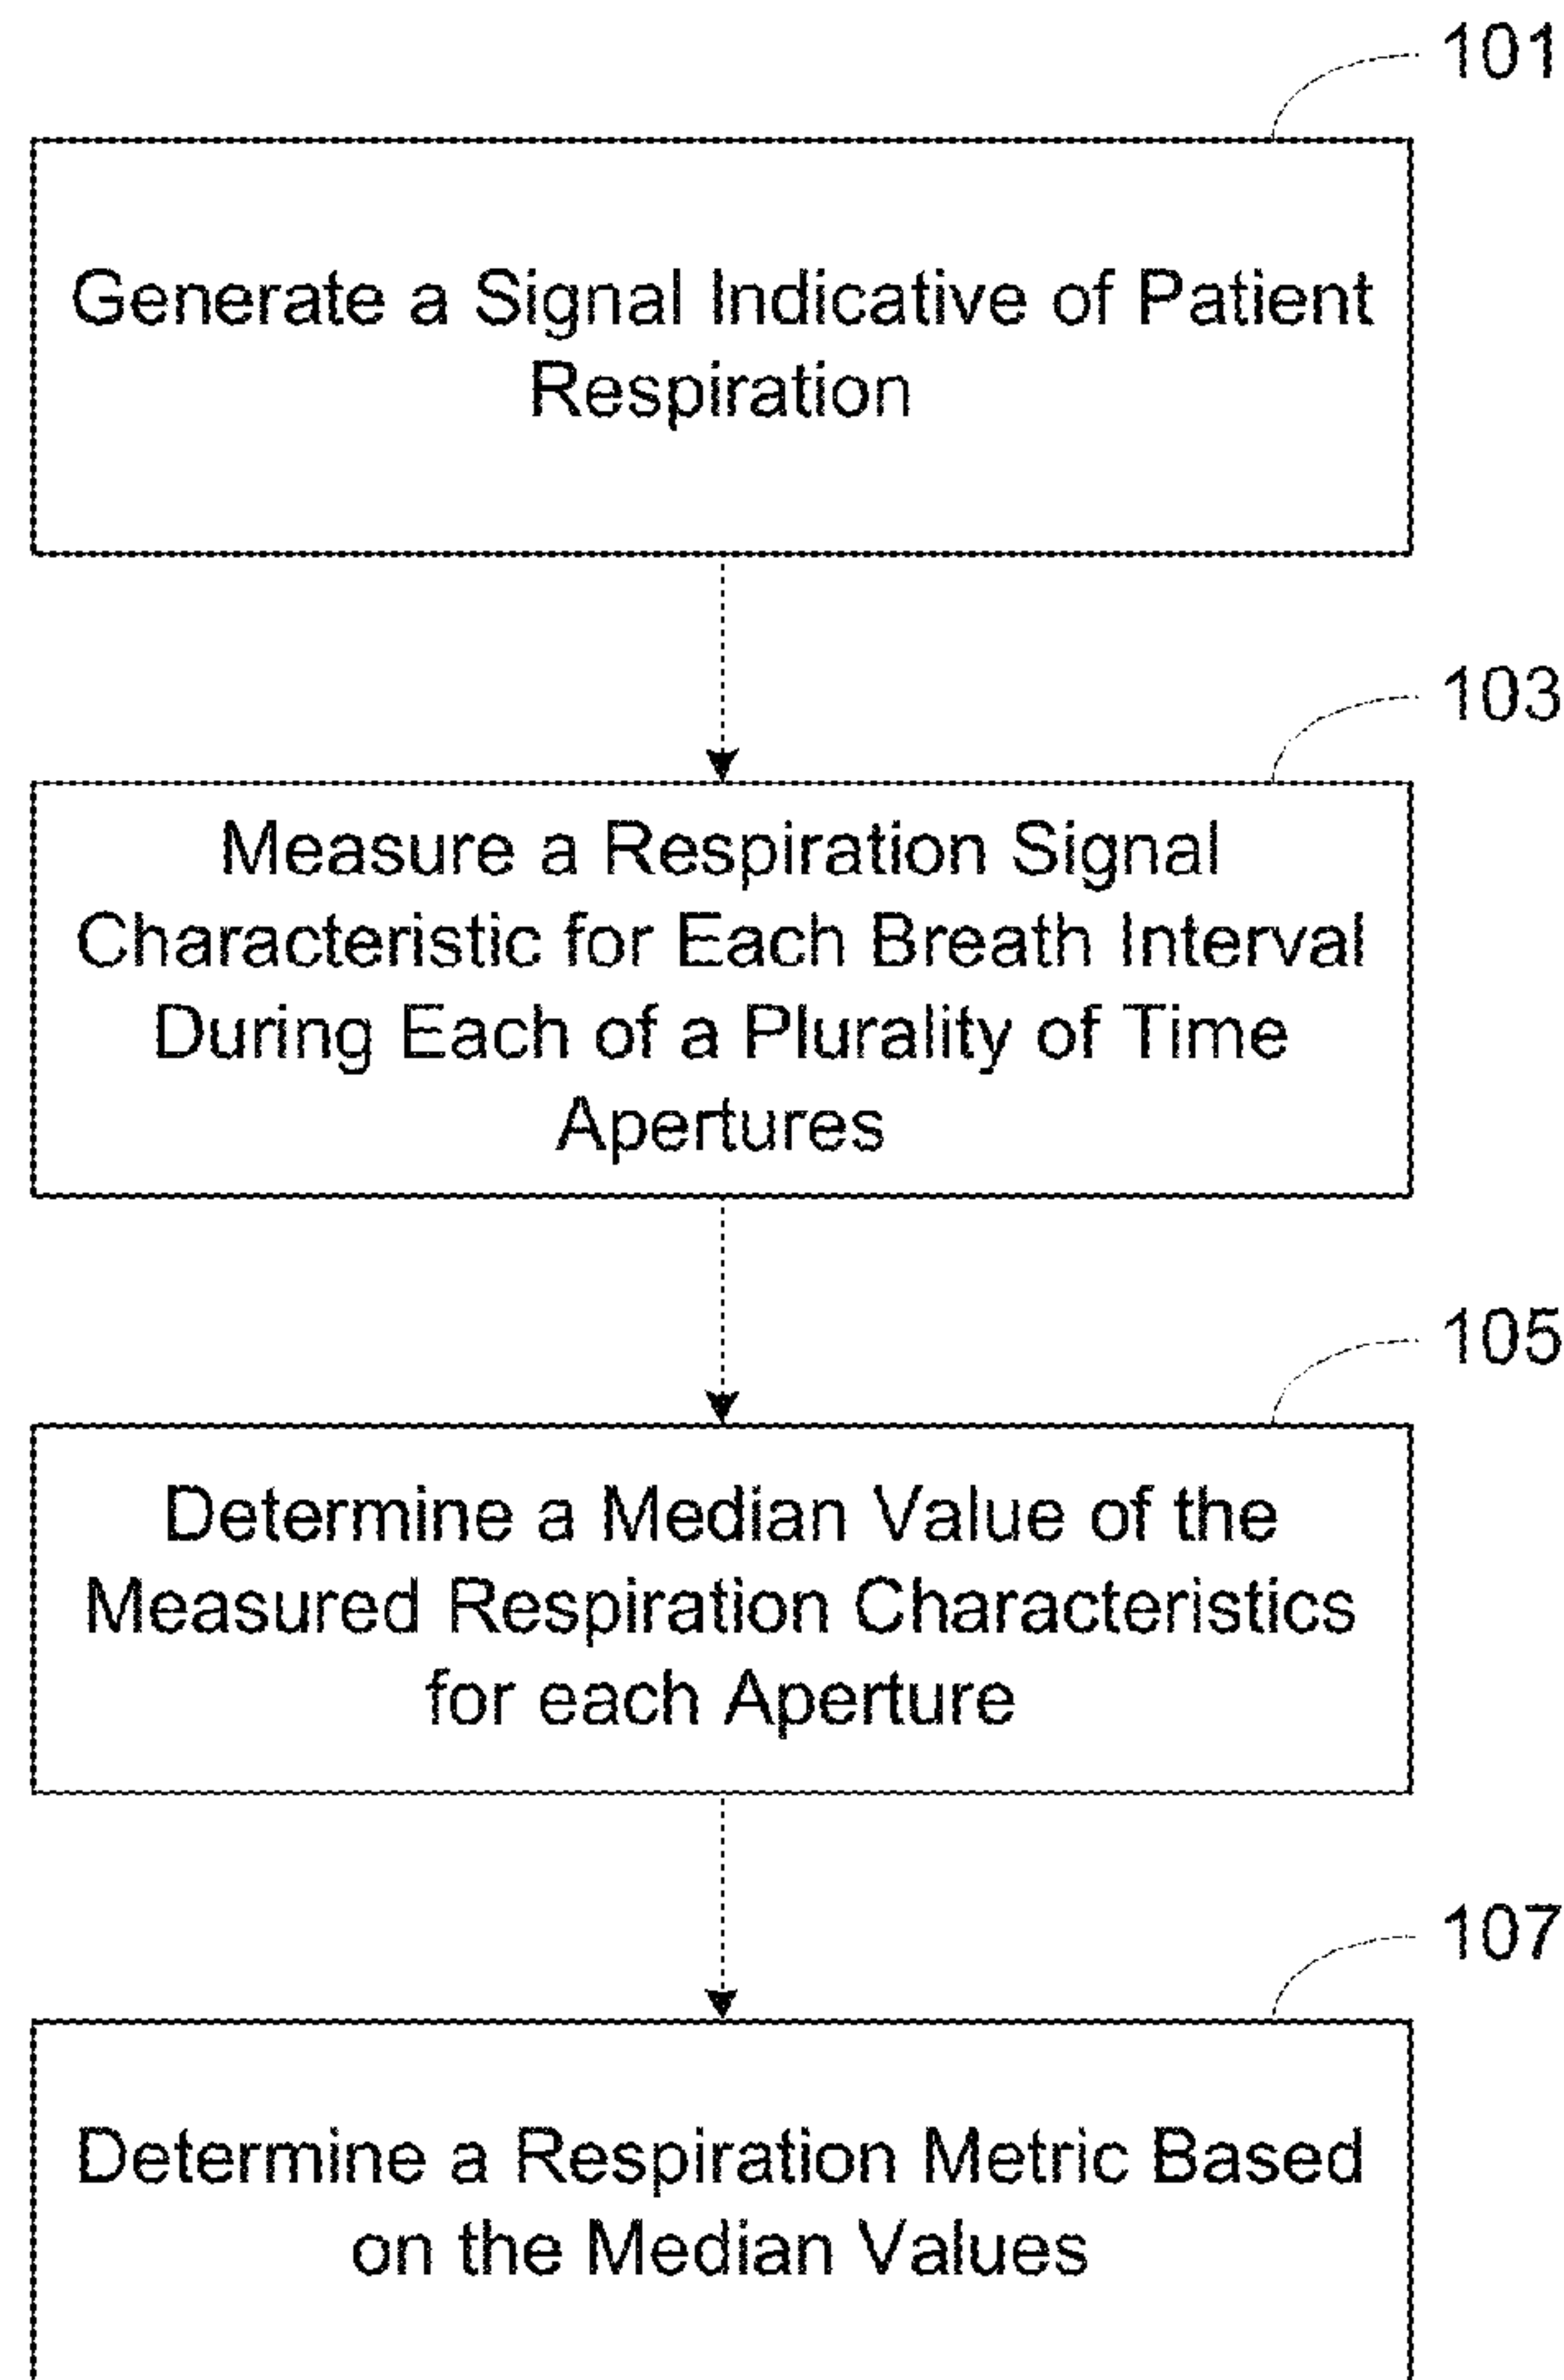 101
Generate a Signal Indicative of Patient
Respiration
103
Measure a Respiration Signal
Characteristic for Each Breath Interval
During Each of a Plurality of Time
Apertures
105
Determine a Median Value of the
Measured Respiration Characteristics
for each Aperture
107
Determine a Respiration Metric Based
on the Median Values